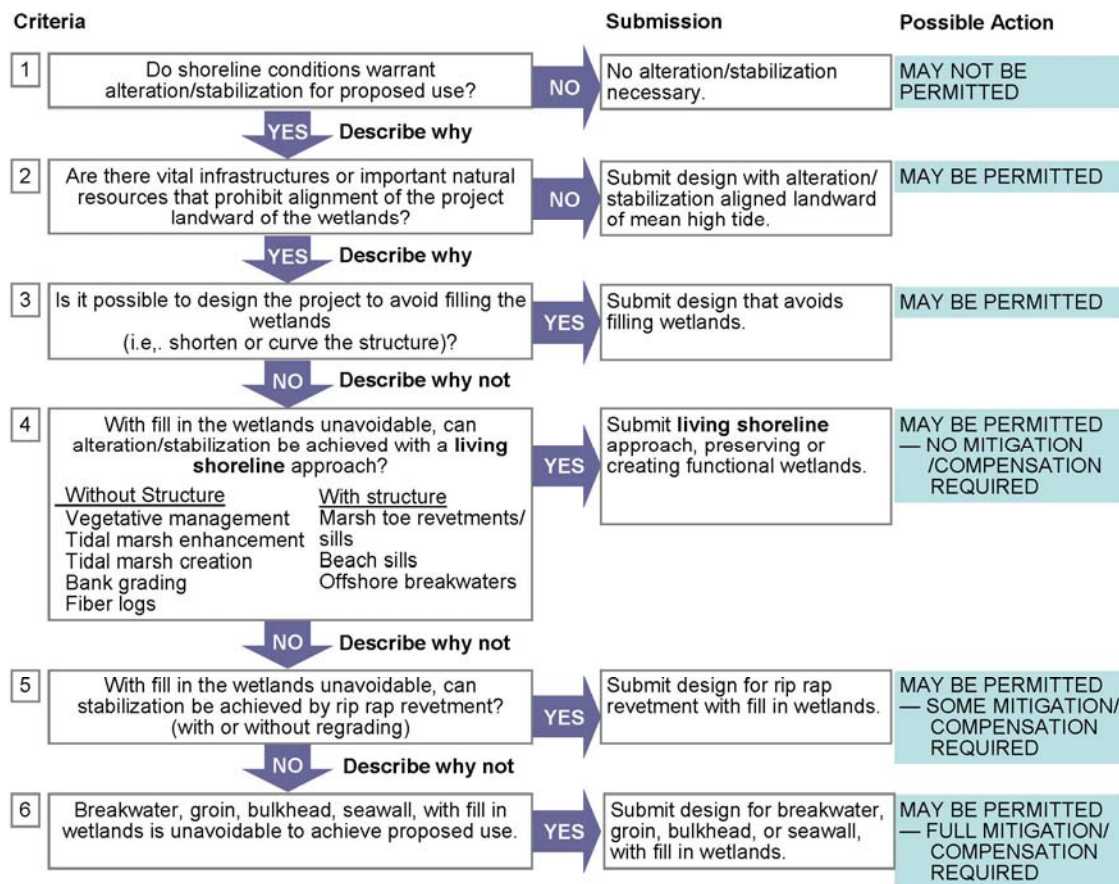 Criteria
Submission
Possible Action
1
Do shoreline conditions warrant
alteration/stabilization for proposed use?
NO
No alteration/stabilization
necessary.
MAY NOT BE
PERMITTED
YES
Describe why
2
Are there vital infrastructures or important natural
resources that prohibit alignment of the project
landward of the wetlands?
NO
Submit design with alteration/
stabilization aligned landward
of mean high tide.
MAY BE PERMITTED
YES
Describe why
3
Is it possible to design the project to avoid filling the
wetlands
(i.e,. shorten or curve the structure)?
YES
Submit design that avoids
filling wetlands.
MAY BE PERMITTED
NO
Describe why not
4
With fill in the wetlands unavoidable, can
alteration/stabilization be achieved with a living
shoreline approach?
Without Structure
Vegetative management
Tidal marsh enhancement
Tidal marsh creation
Bank grading
Fiber logs
With structure
Marsh toe revetments/
sills
Beach sills
Offshore breakwaters
YES
Submit living shoreline
approach, preserving or
creating functional wetlands.
MAY BE PERMITTED
— NO MITIGATION
/COMPENSATION
REQUIRED
NO
Describe why not
5
With fill in the wetlands unavoidable, can
stabilization be achieved by rip rap revetment?
(with or without regrading)
YES
Submit design for rip rap
revetment with fill in wetlands.
MAY BE PERMITTED
— SOME MITIGATION/
COMPENSATION
REQUIRED
NO
Describe why not
6
Breakwater, groin, bulkhead, seawall, with fill in
wetlands is unavoidable to achieve proposed use.
YES
Submit design for breakwater,
groin, bulkhead, or seawall,
with fill in wetlands.
MAY BE PERMITTED
— FULL MITIGATION/
COMPENSATION
REQUIRED